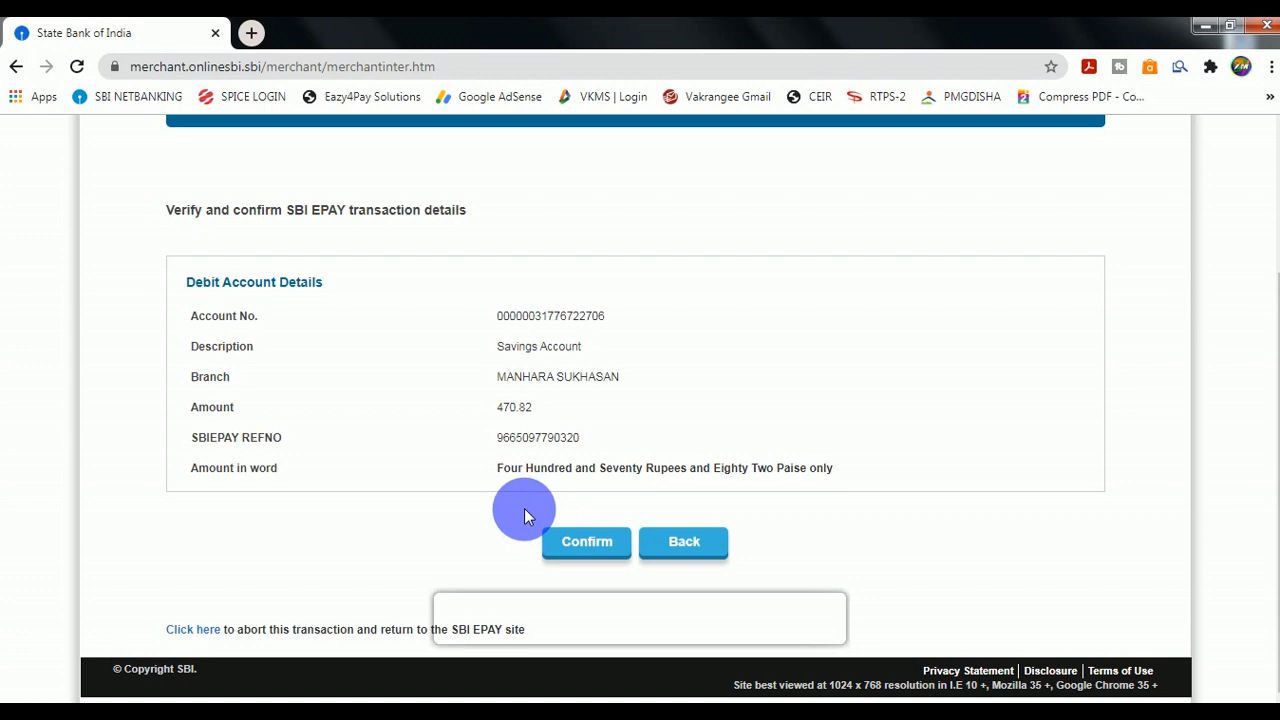 State Bank of India
merchant.onlinesbi.sbi/merchant/merchantinter.htm
Apps SBI NETBANKING SPICE LOGIN Eazy4Pay Solutions Google AdSense VKMS | Login Vakrangee Gmail CEIR RTPS-2 PMGDISHA Compress PDF - Co... »
Verify and confirm SBI EPAY transaction details
Debit Account Details
Account No. 00000031776722706
Description Savings Account
Branch MANHARA SUKHASAN
Amount 470.82
SBIEPAY REFNO 9665097790320
Amount in word Four Hundred and Seventy Rupees and Eighty Two Paise only
Confirm Back
Click here to abort this transaction and return to the SBI EPAY site
© Copyright SBI. Privacy Statement | Disclosure | Terms of Use
Site best viewed at 1024 x 768 resolution in I.E 10 +, Mozilla 35 +, Google Chrome 35 +